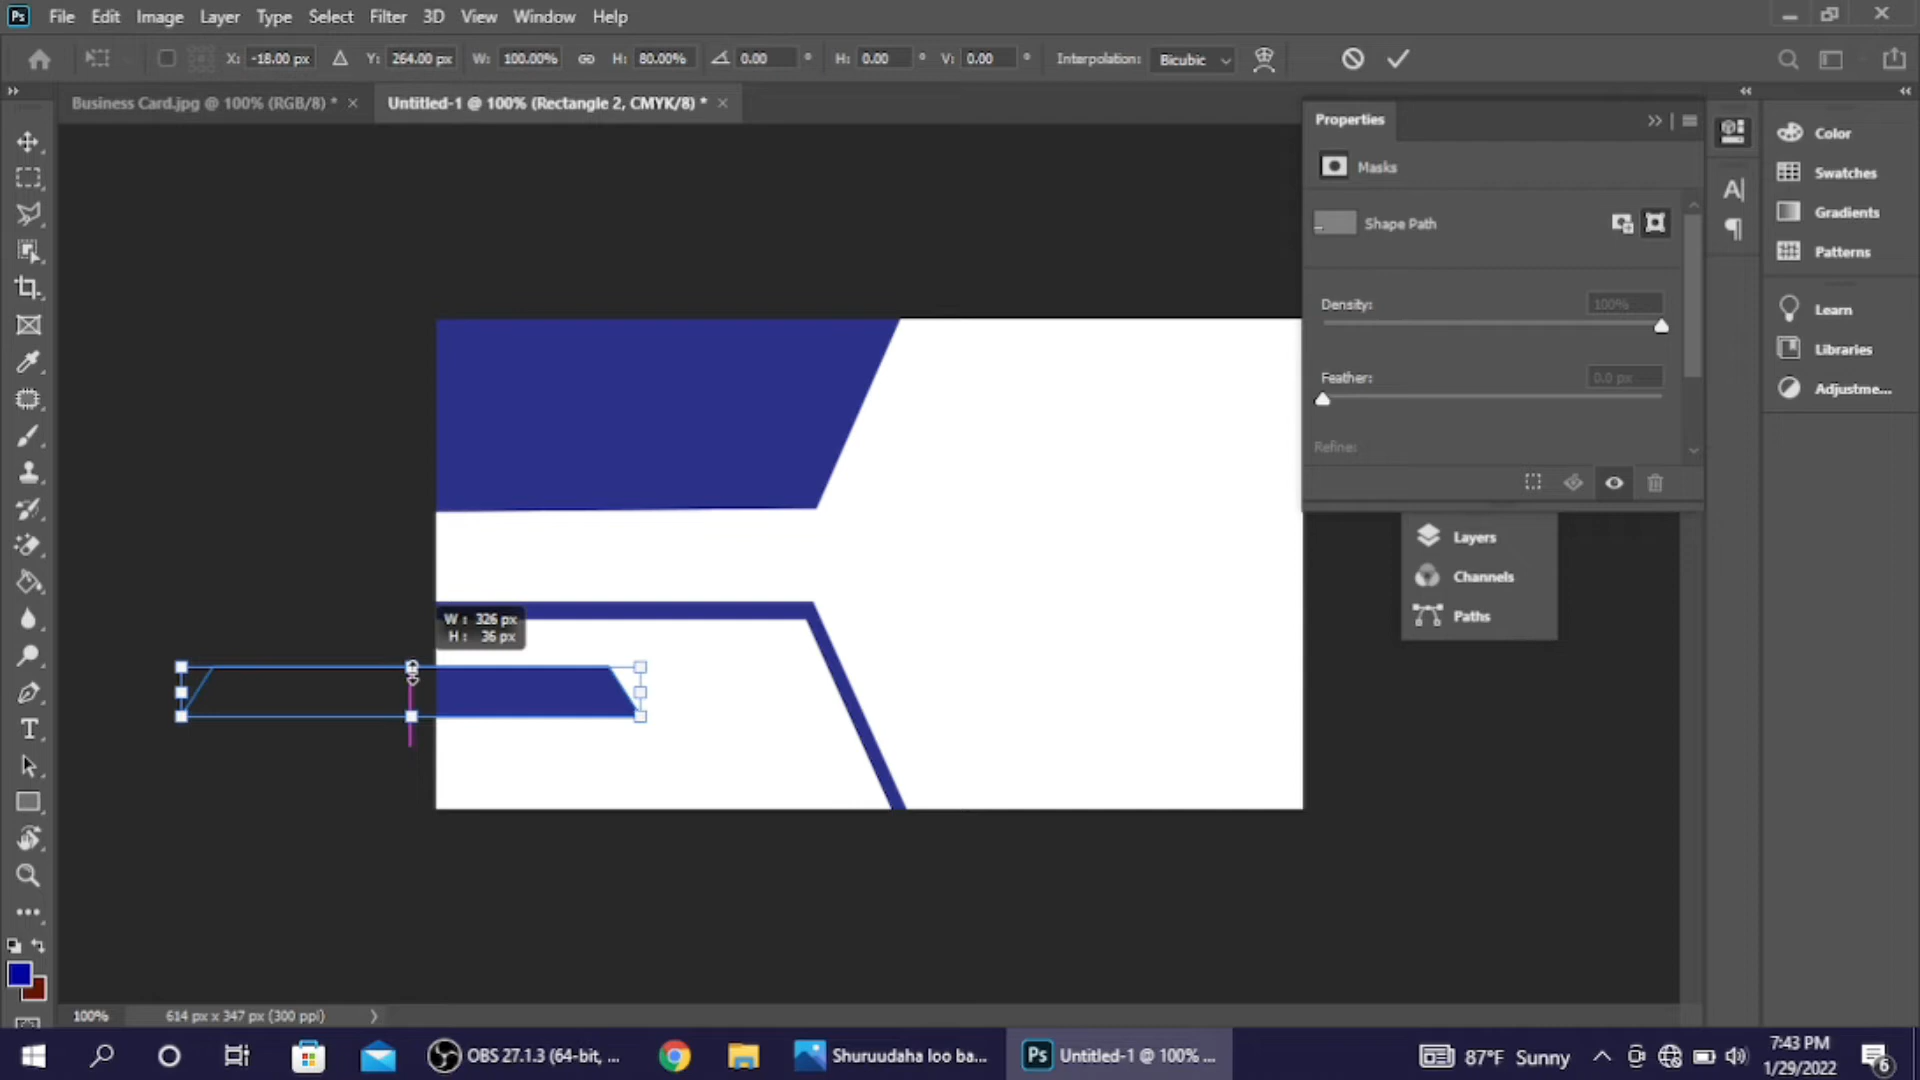 Ps File Edit Image Layer Type Select Filter 3D View Window Help
X: -18.00 px Y: 264.00 px W: 100.00% H: 80.00% 0.00 ° H: 0.00 ° V: 0.00 ° Interpolation: Bicubic
Business Card.jpg @ 100% (RGB/8) * × Untitled-1 @ 100% (Rectangle 2, CMYK/8) * ×
Properties
Masks
Shape Path
Density: 100%
Feather: 0.0 px
Refine:
Color
Swatches
Gradients
Patterns
Learn
Libraries
Adjustme...
Layers
Channels
Paths
W : 326 px
H : 36 px
100% 614 px x 347 px (300 ppi)
OBS 27.1.3 (64-bit, ...
Shuruudaha loo ba...
Ps Untitled-1 @ 100% ...
87°F Sunny
7:43 PM
1/29/2022
6